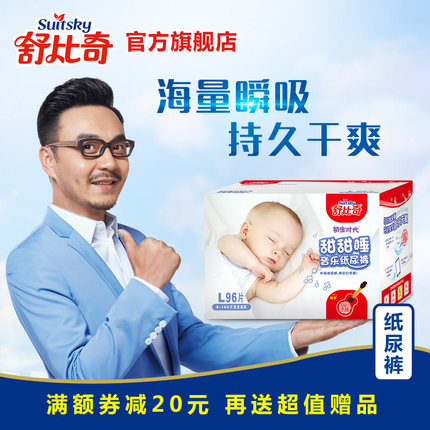 Suitsky
舒比奇 官方旗舰店
海量瞬吸
持久干爽
Suitsky
舒比奇
甜甜睡
音乐纸尿裤
L96片
纸尿裤
满额券减20元 再送超值赠品